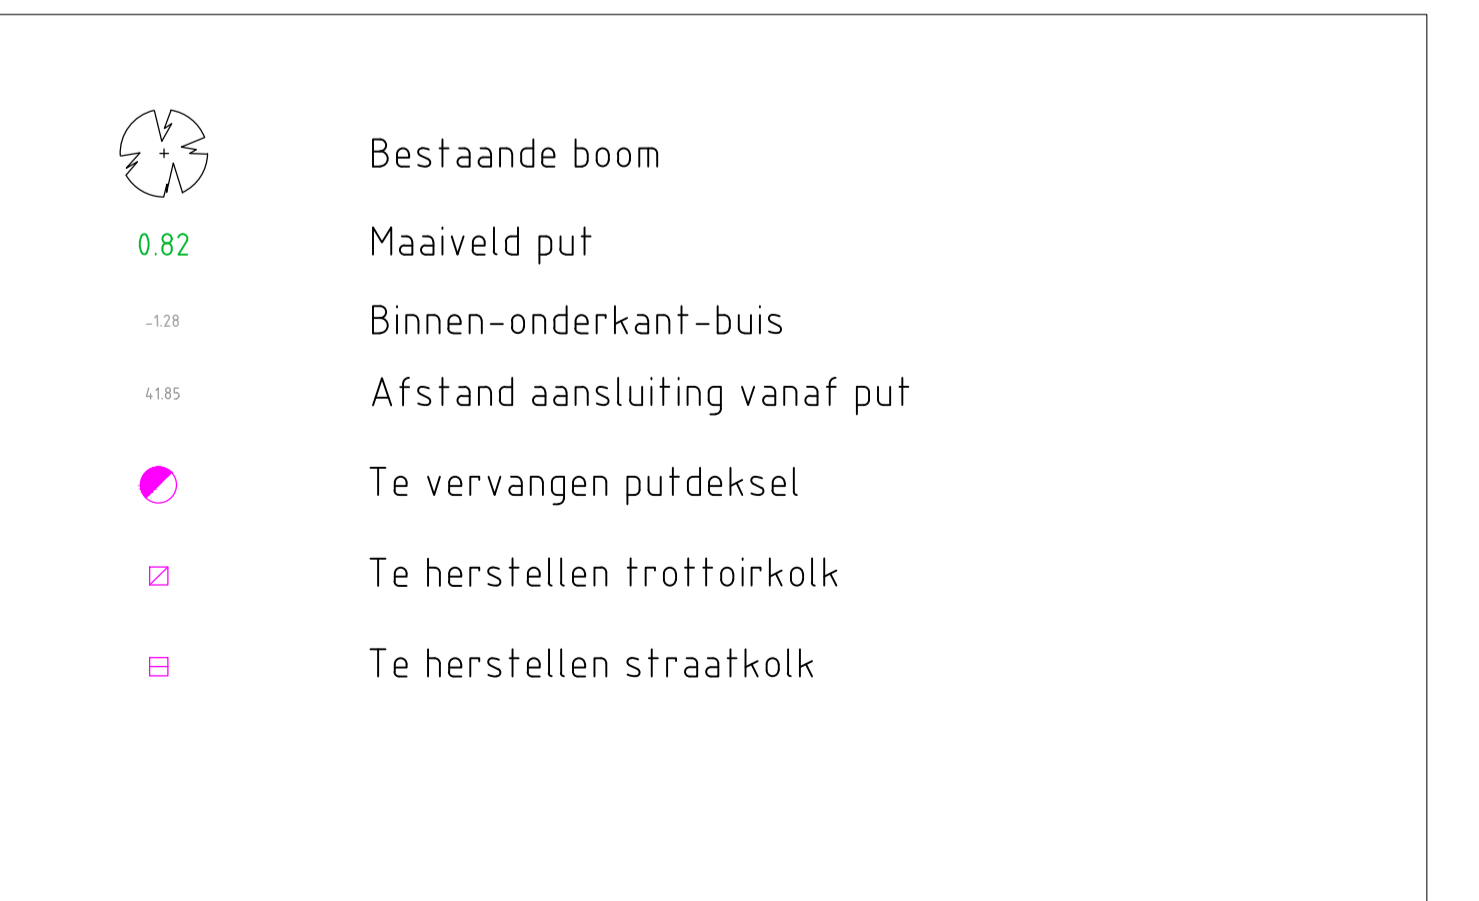 Bestaande boom
0.82 Maaiveld put
-1.28 Binnen-onderkant-buis
41.85 Afstand aansluiting vanaf put
Te vervangen putdeksel
Te herstellen trottoirkolk
Te herstellen straatkolk